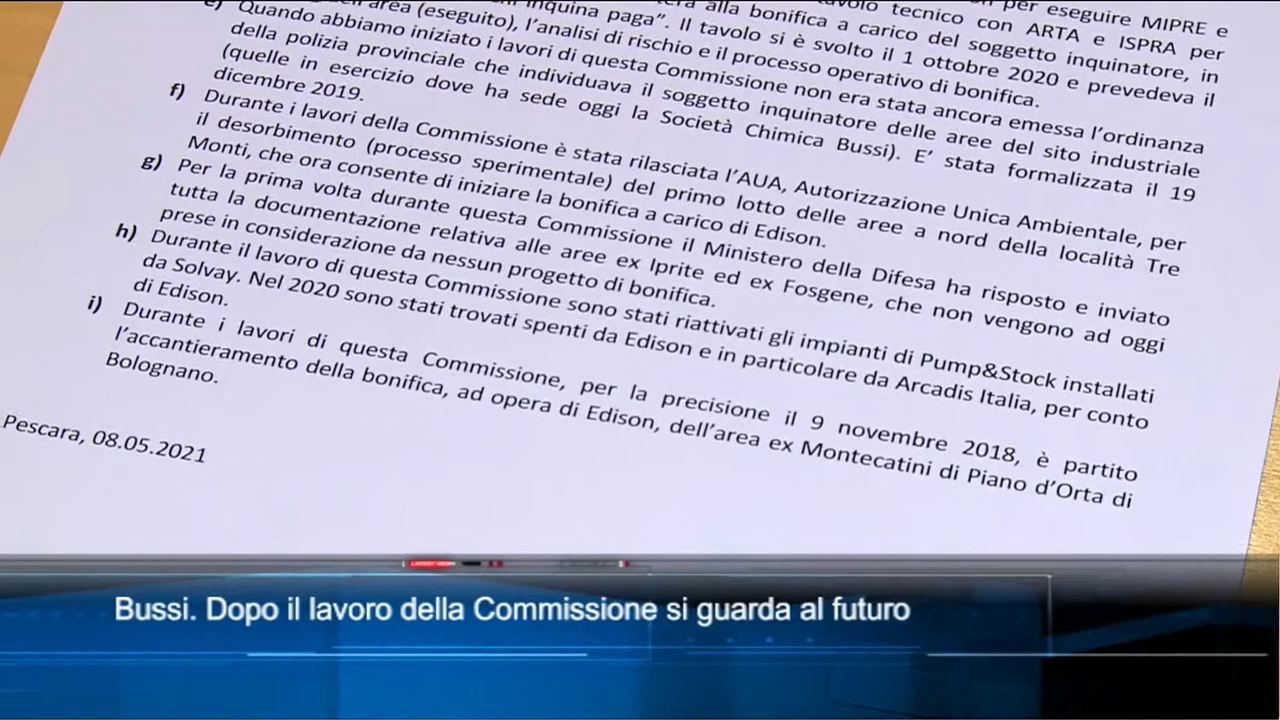 per eseguire MIPRE e
tavolo tecnico con ARTA e ISPRA per
area (eseguito), l'analisi di rischio e il processo operativo di bonifica.
inquina paga". Il tavolo si è svolto il 1 ottobre 2020 e prevedeva il
alla bonifica a carico del soggetto inquinatore, in
e) Quando abbiamo iniziato i lavori di questa Commissione non era stata ancora emessa l'ordinanza
della polizia provinciale che individuava il soggetto inquinatore delle aree del sito industriale
(quelle in esercizio dove ha sede oggi la Società Chimica Bussi). E' stata formalizzata il 19
dicembre 2019.
f) Durante i lavori della Commissione è stata rilasciata l'AUA, Autorizzazione Unica Ambientale, per
il desorbimento (processo sperimentale) del primo lotto delle aree a nord della località Tre
Monti, che ora consente di iniziare la bonifica a carico di Edison.
g) Per la prima volta durante questa Commissione il Ministero della Difesa ha risposto e inviato
tutta la documentazione relativa alle aree ex Iprite ed ex Fosgene, che non vengono ad oggi
prese in considerazione da nessun progetto di bonifica.
h) Durante il lavoro di questa Commissione sono stati riattivati gli impianti di Pump&Stock installati
da Solvay. Nel 2020 sono stati trovati spenti da Edison e in particolare da Arcadis Italia, per conto
di Edison.
i) Durante i lavori di questa Commissione, per la precisione il 9 novembre 2018, è partito
l'accantieramento della bonifica, ad opera di Edison, dell'area ex Montecatini di Piano d'Orta di
Bolognano.
Pescara, 08.05.2021
LATEST NEWS
Bussi. Dopo il lavoro della Commissione si guarda al futuro